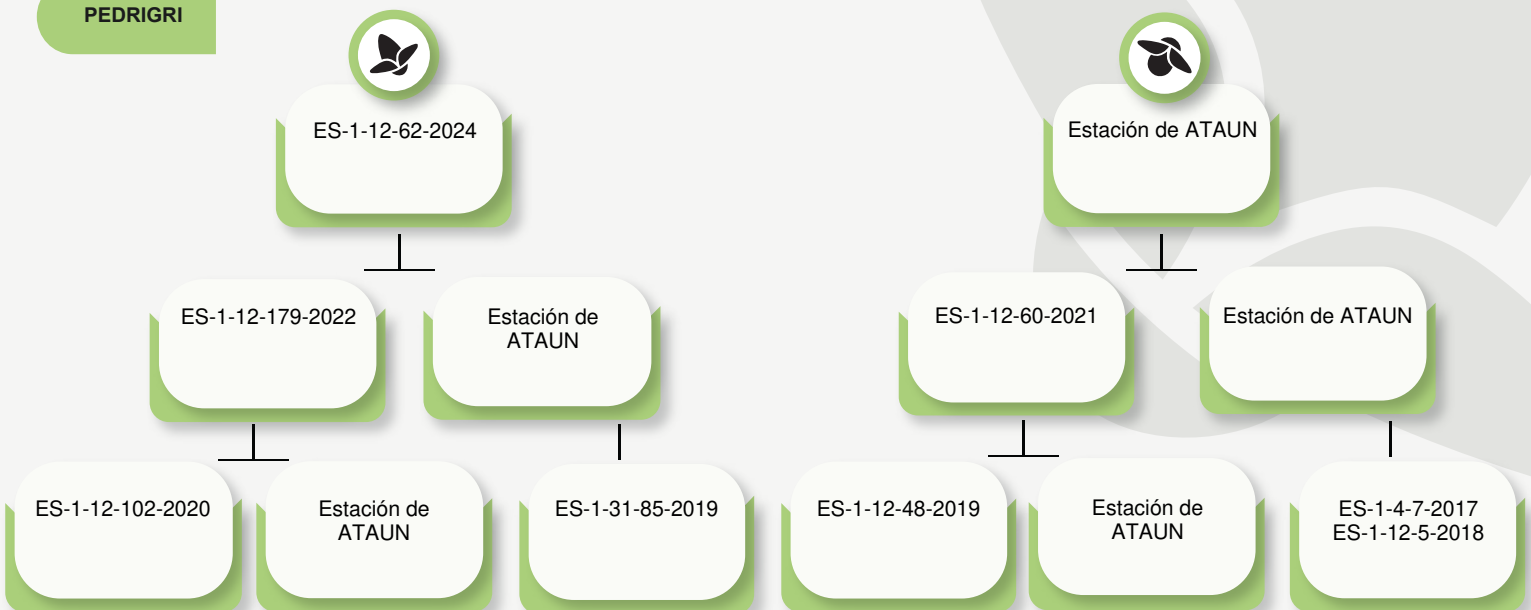 PEDRIGRI
ES-1-12-62-2024
Estación de ATAUN
ES-1-12-179-2022
Estación de
ATAUN
ES-1-12-60-2021
Estación de ATAUN
ES-1-12-102-2020
Estación de
ATAUN
ES-1-31-85-2019
ES-1-12-48-2019
Estación de
ATAUN
ES-1-4-7-2017
ES-1-12-5-2018